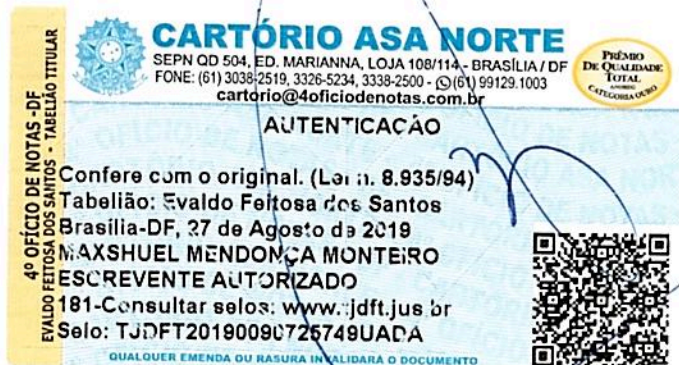 CARTÓRIO ASA NORTE
SEPN QD 504, ED. MARIANNA, LOJA 108/114 - BRASÍLIA / DF
FONE: (61) 3038-2519, 3326-5234, 3338-2500 - (61) 99129.1003
cartorio@4oficiodenotas.com.br
PRÊMIO
DE QUALIDADE
TOTAL
CATEGORIA OURO
4º OFÍCIO DE NOTAS -DF
EVALDO FEITOSA DOS SANTOS - TABELIÃO TITULAR
AUTENTICAÇÃO
Confere com o original. (Lei n. 8.935/94)
Tabelião: Evaldo Feitosa dos Santos
Brasília-DF, 27 de Agosto de 2019
MAXSHUEL MENDONÇA MONTEIRO
ESCREVENTE AUTORIZADO
181-Consultar selos: www.tjdft.jus.br
Selo: TJDFT20190090725749UADA
QUALQUER EMENDA OU RASURA INVALIDARÁ O DOCUMENTO